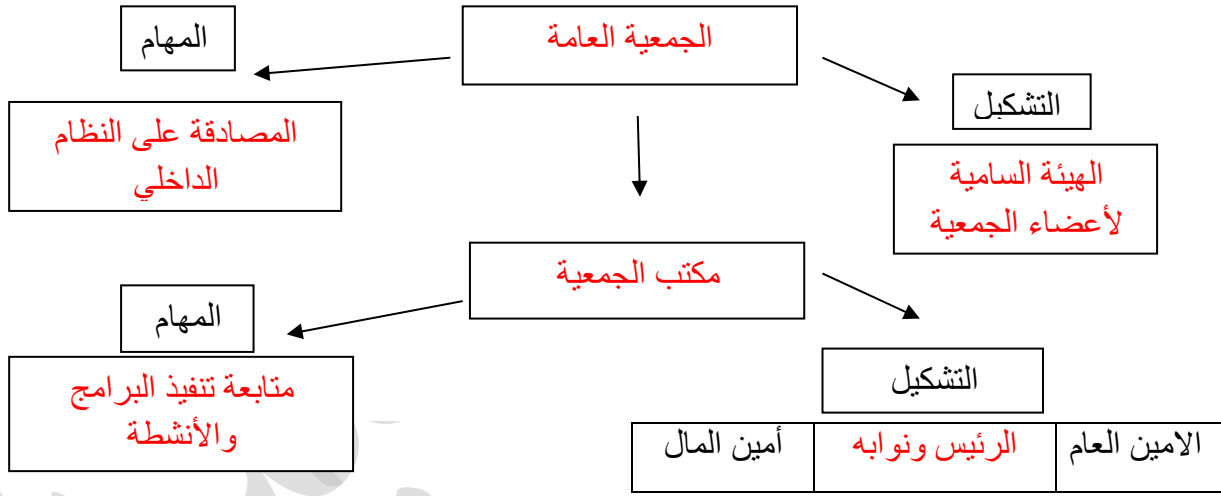 الجمعية العامة
المهام
التشكيل
المصادقة على النظام
الداخلي
الهيئة السامية
لأعضاء الجمعية
مكتب الجمعية
المهام
متابعة تنفيذ البرامج
والأنشطة
التشكيل
الامين العام
الرئيس ونوابه
أمين المال